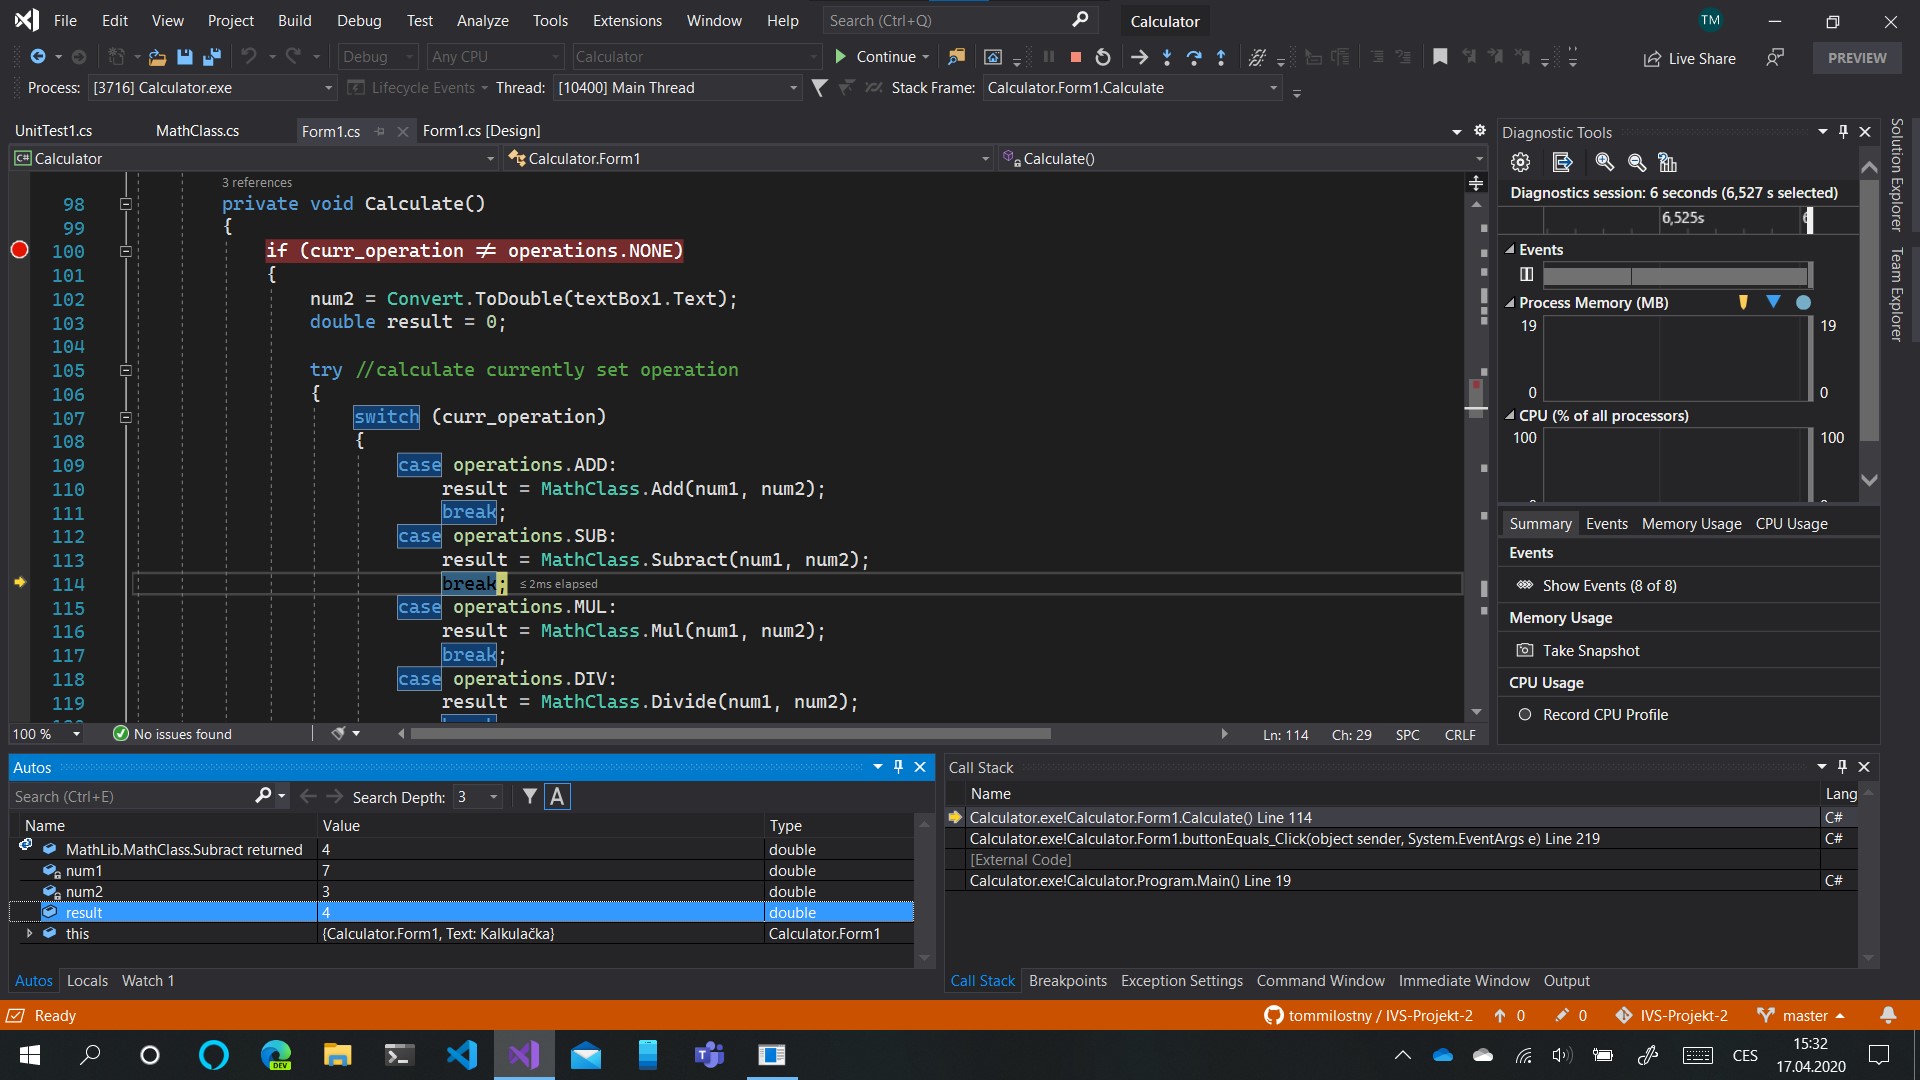 File Edit View Project Build Debug Test Analyze Tools Extensions Window Help Search (Ctrl+Q) Calculator TM
Debug Any CPU Calculator Continue Live Share PREVIEW
Process: [3716] Calculator.exe Lifecycle Events Thread: [10400] Main Thread Stack Frame: Calculator.Form1.Calculate
UnitTest1.cs MathClass.cs Form1.cs Form1.cs [Design]
C# Calculator Calculator.Form1 Calculate()
3 references
98 private void Calculate()
99 {
100 if (curr_operation ≠ operations.NONE)
101 {
102 num2 = Convert.ToDouble(textBox1.Text);
103 double result = 0;
104
105 try //calculate currently set operation
106 {
107 switch (curr_operation)
108 {
109 case operations.ADD:
110 result = MathClass.Add(num1, num2);
111 break;
112 case operations.SUB:
113 result = MathClass.Subract(num1, num2);
114 break; ≤ 2ms elapsed
115 case operations.MUL:
116 result = MathClass.Mul(num1, num2);
117 break;
118 case operations.DIV:
119 result = MathClass.Divide(num1, num2);
100 % No issues found Ln: 114 Ch: 29 SPC CRLF
Diagnostic Tools
Diagnostics session: 6 seconds (6,527 s selected)
6,525s
Events
Process Memory (MB)
19 19
0 0
CPU (% of all processors)
100 100
Summary Events Memory Usage CPU Usage
Events
Show Events (8 of 8)
Memory Usage
Take Snapshot
CPU Usage
Record CPU Profile
Solution Explorer
Team Explorer
Autos
Search (Ctrl+E) Search Depth: 3 A
Name Value Type
MathLib.MathClass.Subract returned 4 double
num1 7 double
num2 3 double
result 4 double
this {Calculator.Form1, Text: Kalkulačka} Calculator.Form1
Autos Locals Watch 1
Call Stack
Name Lang
Calculator.exe!Calculator.Form1.Calculate() Line 114 C#
Calculator.exe!Calculator.Form1.buttonEquals_Click(object sender, System.EventArgs e) Line 219 C#
[External Code]
Calculator.exe!Calculator.Program.Main() Line 19 C#
Call Stack Breakpoints Exception Settings Command Window Immediate Window Output
Ready tommilostny / IVS-Projekt-2 0 0 IVS-Projekt-2 master
DEV CES 15:32
17.04.2020